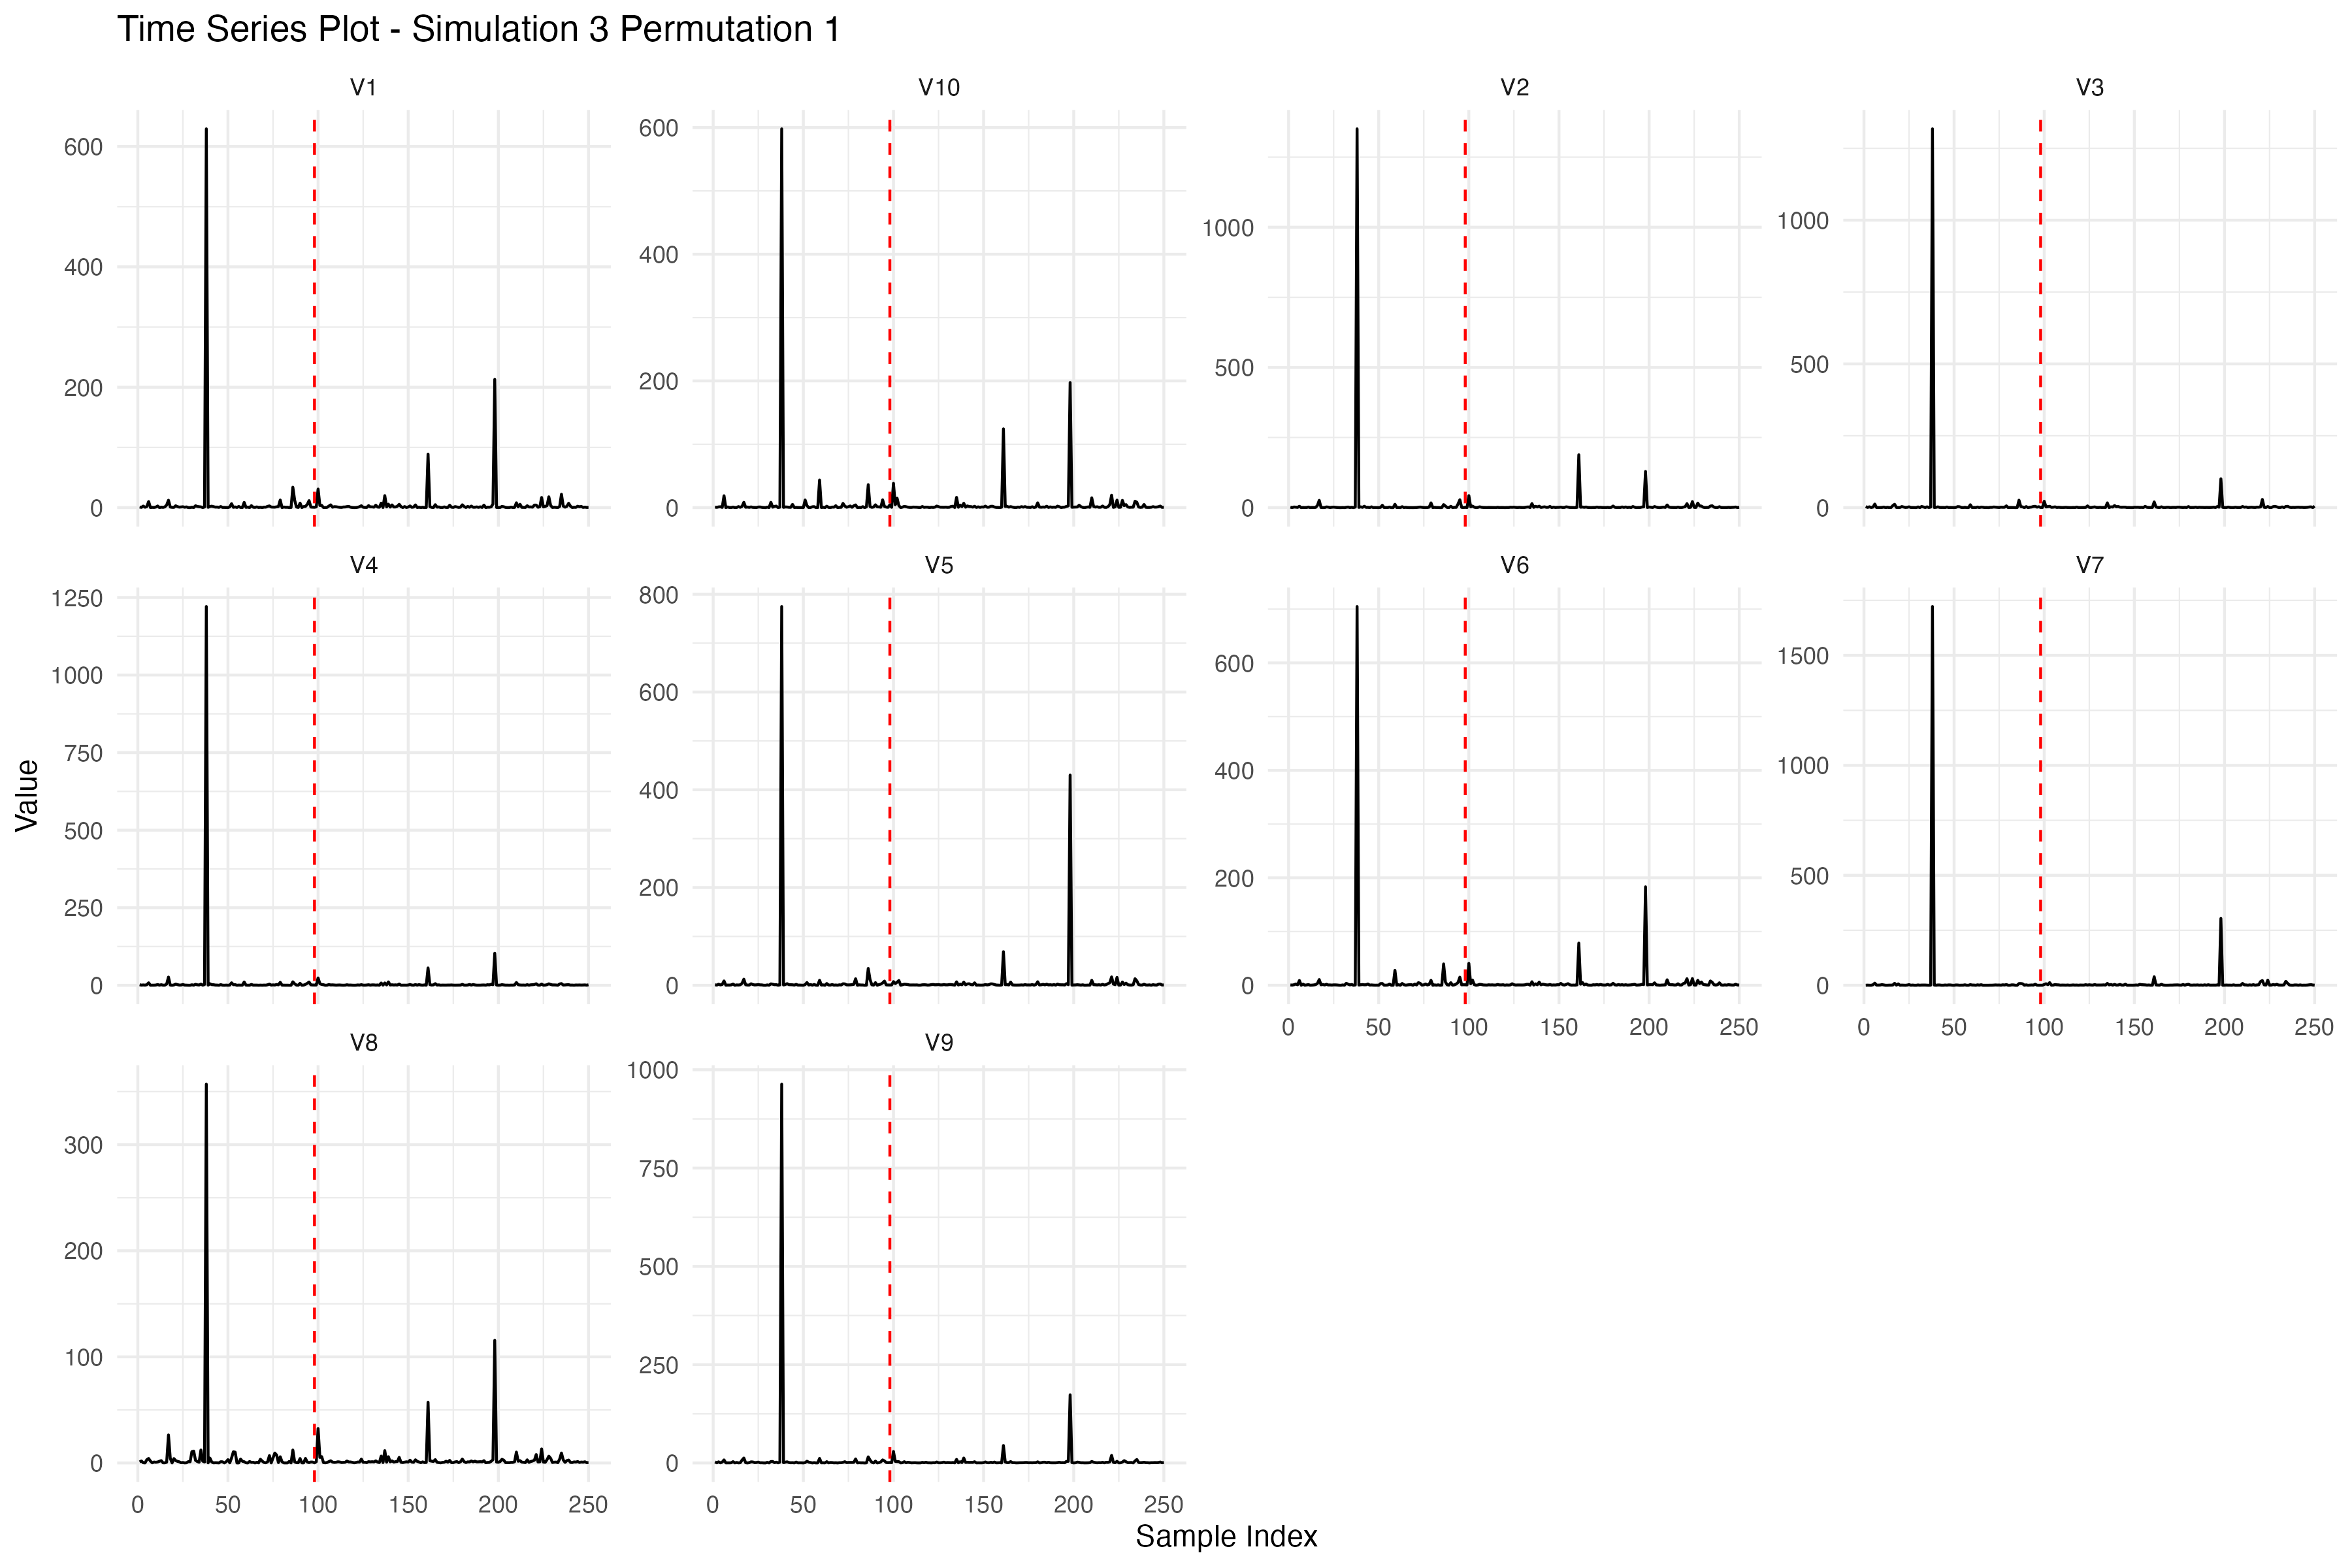 Time Series Plot - Simulation 3 Permutation 1
V1 V10 V2 V3
600 400 200 0
600 400 200 0
1000 500 0
1000 500 0
V4 V5 V6 V7
1250 1000 750 500 250 0
800 600 400 200 0
600 400 200 0
1500 1000 500 0
0 50 100 150 200 250
0 50 100 150 200 250
V8 V9
300 200 100 0
1000 750 500 250 0
0 50 100 150 200 250
0 50 100 150 200 250
Value
Sample Index